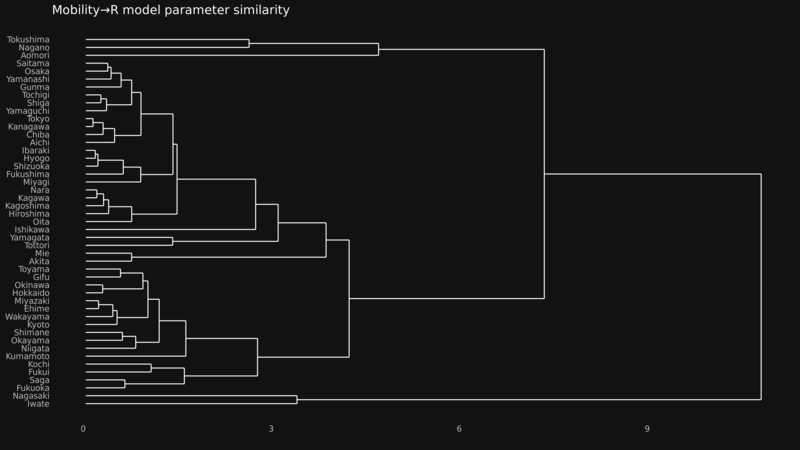 Mobility→R model parameter similarity
Tokushima
Nagano
Aomori
Saitama
Osaka
Yamanashi
Gunma
Tochigi
Shiga
Yamaguchi
Tokyo
Kanagawa
Chiba
Aichi
Ibaraki
Hyogo
Shizuoka
Fukushima
Miyagi
Nara
Kagawa
Kagoshima
Hiroshima
Oita
Ishikawa
Yamagata
Tottori
Mie
Akita
Toyama
Gifu
Okinawa
Hokkaido
Miyazaki
Ehime
Wakayama
Kyoto
Shimane
Okayama
Niigata
Kumamoto
Kochi
Fukui
Saga
Fukuoka
Nagasaki
Iwate
0 3 6 9